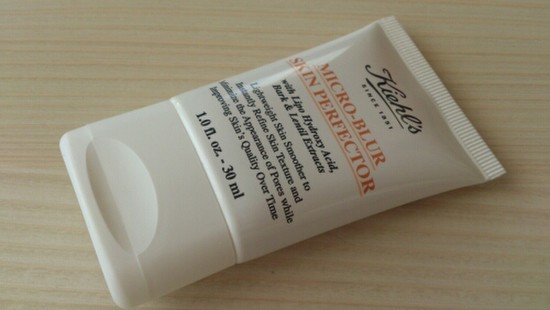 Kiehl's
SINCE 1851
MICRO-BLUR
SKIN PERFECTOR
with Lipo Hydroxy Acid,
Bark & Lentil Extracts
Lightweight Skin Smoother to
Instantly Refine Skin Texture and
Minimize the Appearance of Pores while
Improving Skin's Quality Over Time
1.0 fl. oz. - 30 ml